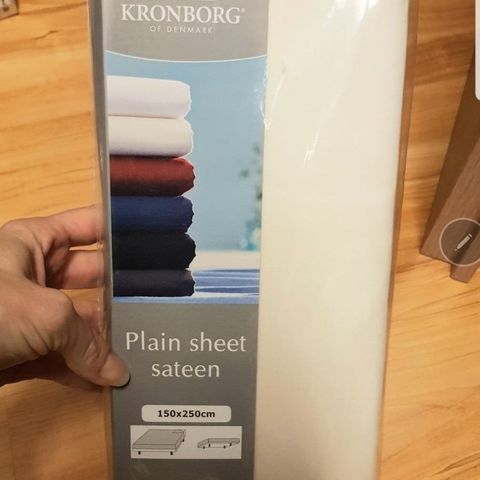 KRONBORG®
OF DENMARK
Plain sheet
sateen
150x250cm